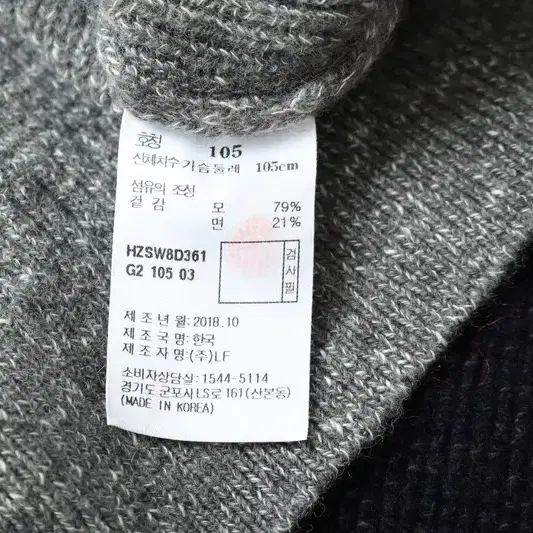 호칭 105
신체치수 가슴둘레 105cm
섬유의 조성
겉 감 모 79%
면 21%
HZSW8D361
G2 105 03
검사필
제 조 년 월: 2018.10
제 조 국 명: 한국
제 조 자 명: (주)LF
소비자상담실: 1544-5114
경기도 군포시 LS로 161 (산본동)
(MADE IN KOREA)